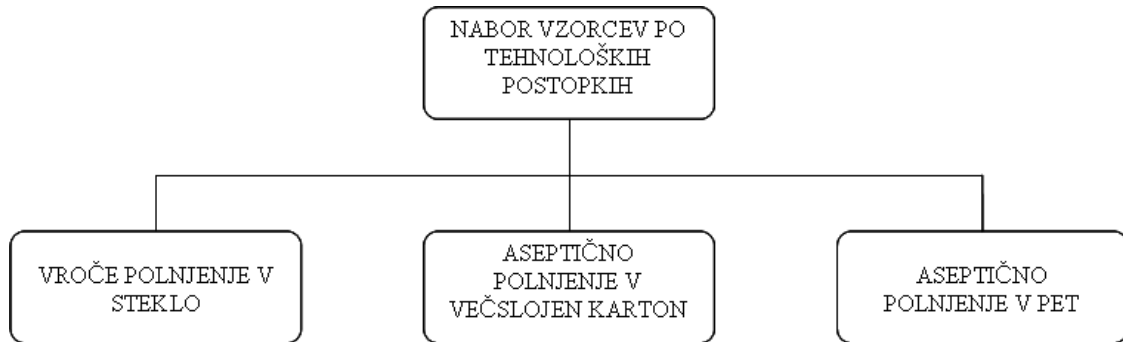 NABOR VZORCEV PO
TEHNOLOŠKIH
POSTOPKIH
VROČE POLNJENJE V
STEKLO
ASEPTIČNO
POLNJENJE V
VEČSLOJEN KARTON
ASEPTIČNO
POLNJENJE V PET